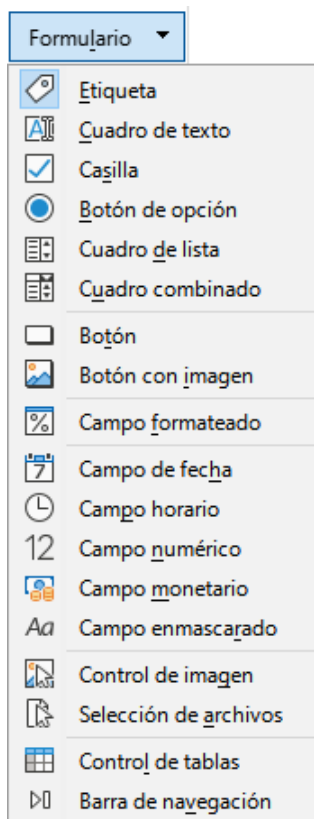 Formulario
Etiqueta
Cuadro de texto
Casilla
Botón de opción
Cuadro de lista
Cuadro combinado
Botón
Botón con imagen
Campo formateado
Campo de fecha
Campo horario
12 Campo numérico
Campo monetario
Aa Campo enmascarado
Control de imagen
Selección de archivos
Control de tablas
Barra de navegación